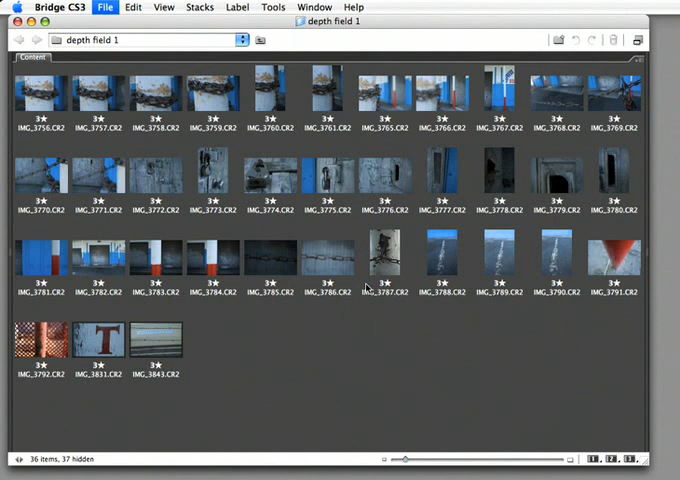 Bridge CS3 File Edit View Stacks Label Tools Window Help
depth field 1
depth field 1
Content
3★ 3★ 3★ 3★ 3★ 3★ 3★ 3★ 3★ 3★ 3★
IMG_3756.CR2 IMG_3757.CR2 IMG_3758.CR2 IMG_3759.CR2 IMG_3760.CR2 IMG_3761.CR2 IMG_3765.CR2 IMG_3766.CR2 IMG_3767.CR2 IMG_3768.CR2 IMG_3769.CR2
3★ 3★ 3★ 3★ 3★ 3★ 3★ 3★ 3★ 3★ 3★
IMG_3770.CR2 IMG_3771.CR2 IMG_3772.CR2 IMG_3773.CR2 IMG_3774.CR2 IMG_3775.CR2 IMG_3776.CR2 IMG_3777.CR2 IMG_3778.CR2 IMG_3779.CR2 IMG_3780.CR2
3★ 3★ 3★ 3★ 3★ 3★ 3★ 3★ 3★ 3★ 3★
IMG_3781.CR2 IMG_3782.CR2 IMG_3783.CR2 IMG_3784.CR2 IMG_3785.CR2 IMG_3786.CR2 IMG_3787.CR2 IMG_3788.CR2 IMG_3789.CR2 IMG_3790.CR2 IMG_3791.CR2
T
3★ 3★ 3★
IMG_3792.CR2 IMG_3831.CR2 IMG_3843.CR2
36 items, 37 hidden
1 2 3